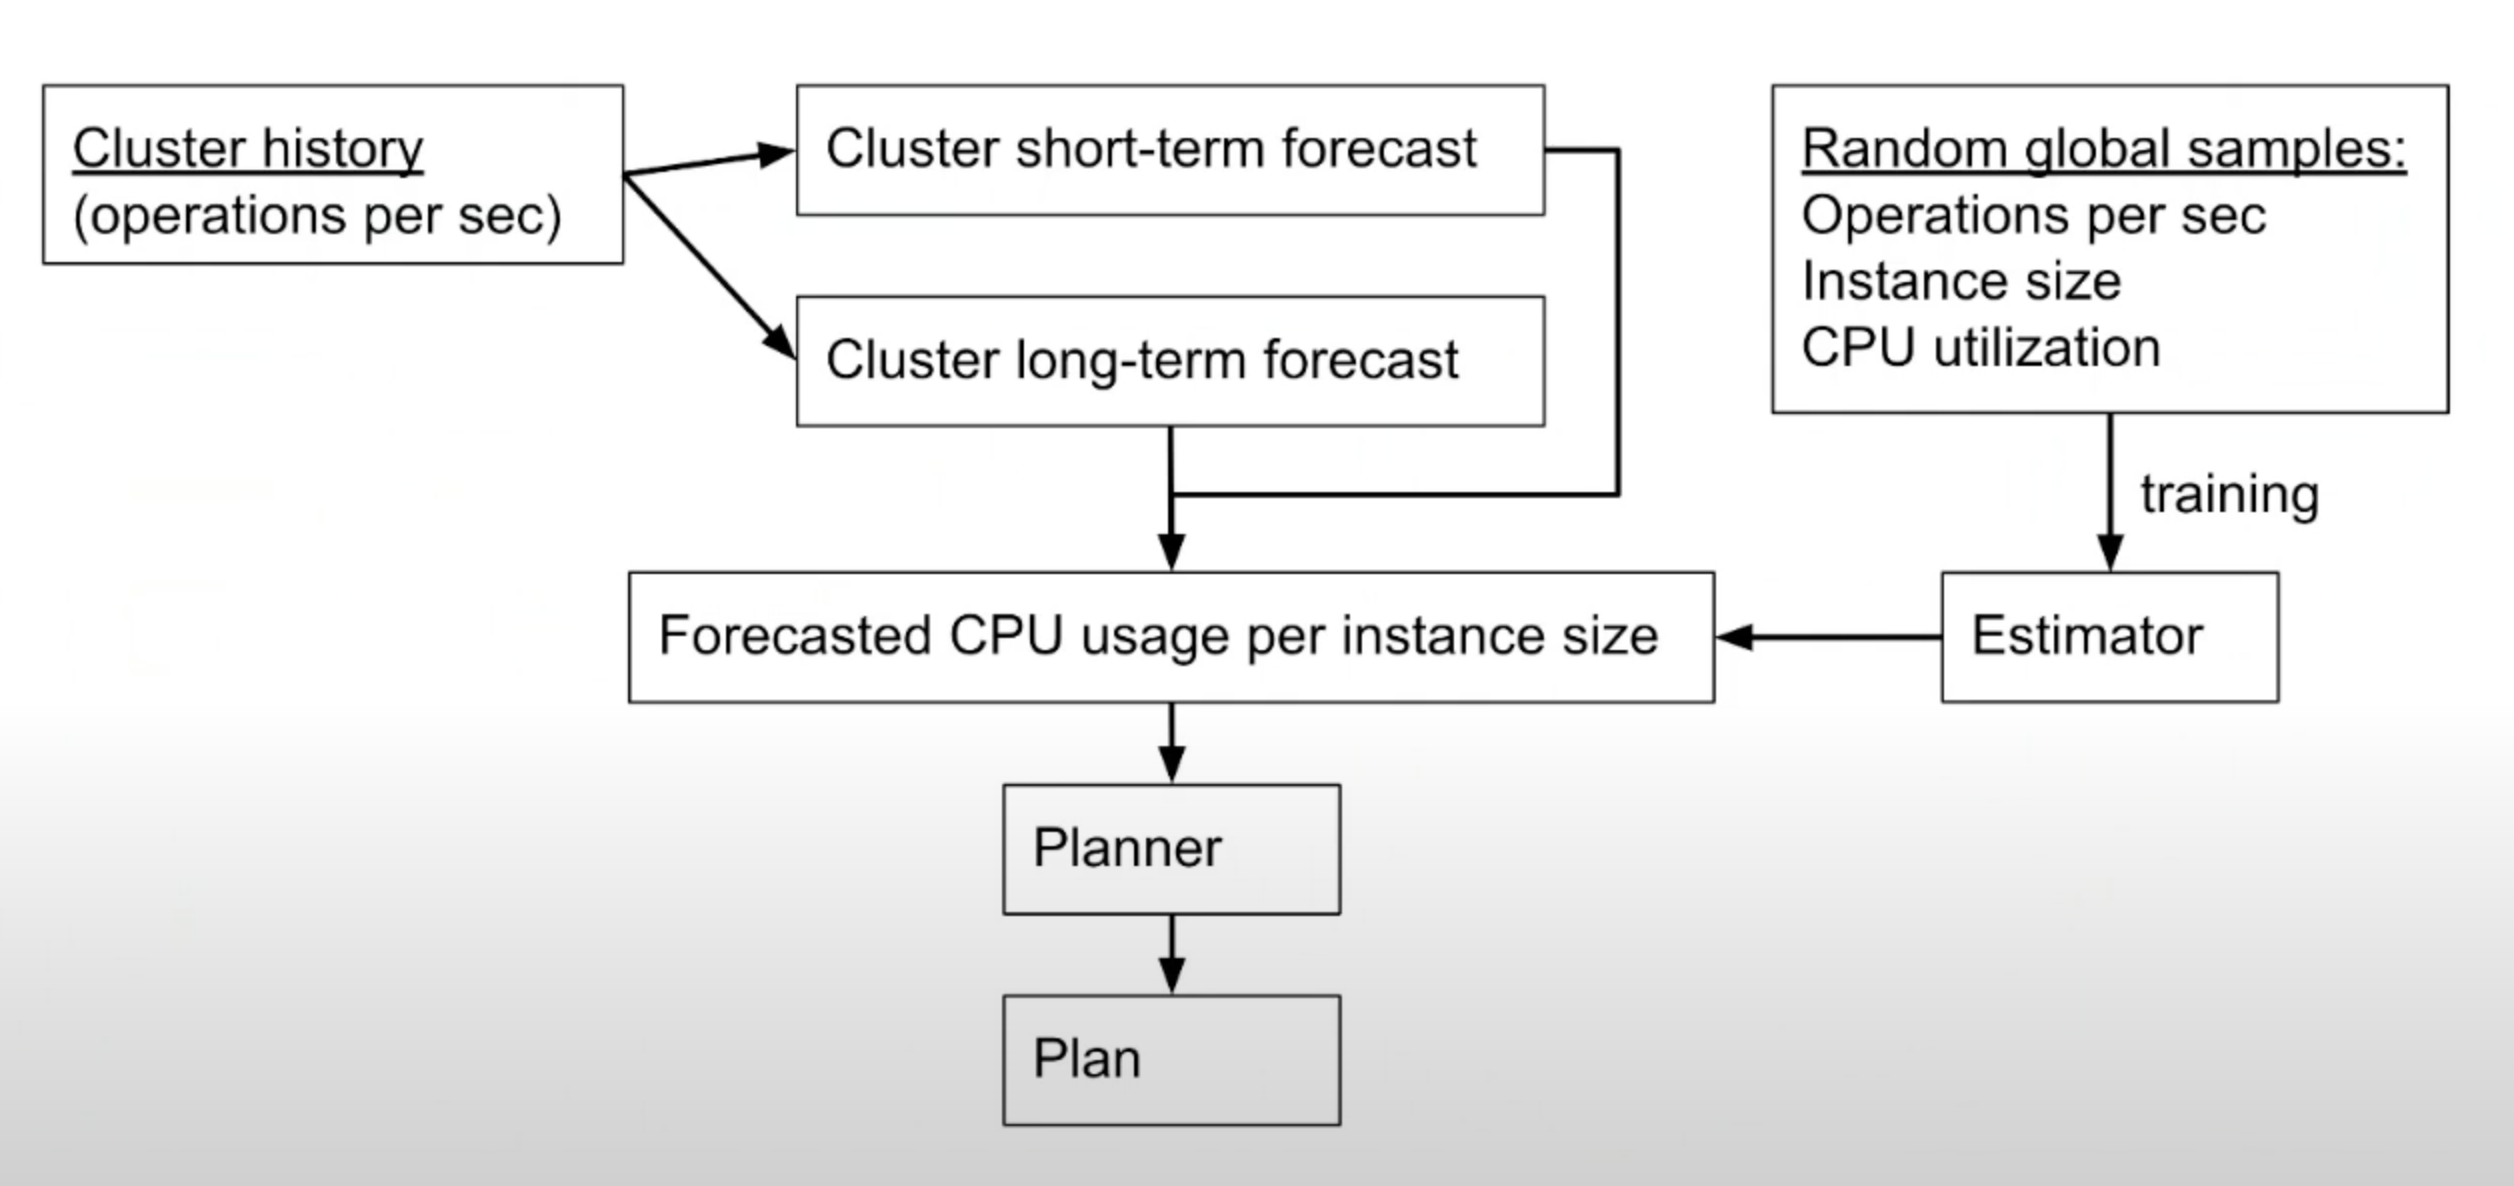 Cluster history
(operations per sec)
Cluster short-term forecast
Cluster long-term forecast
Random global samples:
Operations per sec
Instance size
CPU utilization
training
Forecasted CPU usage per instance size
Estimator
Planner
Plan